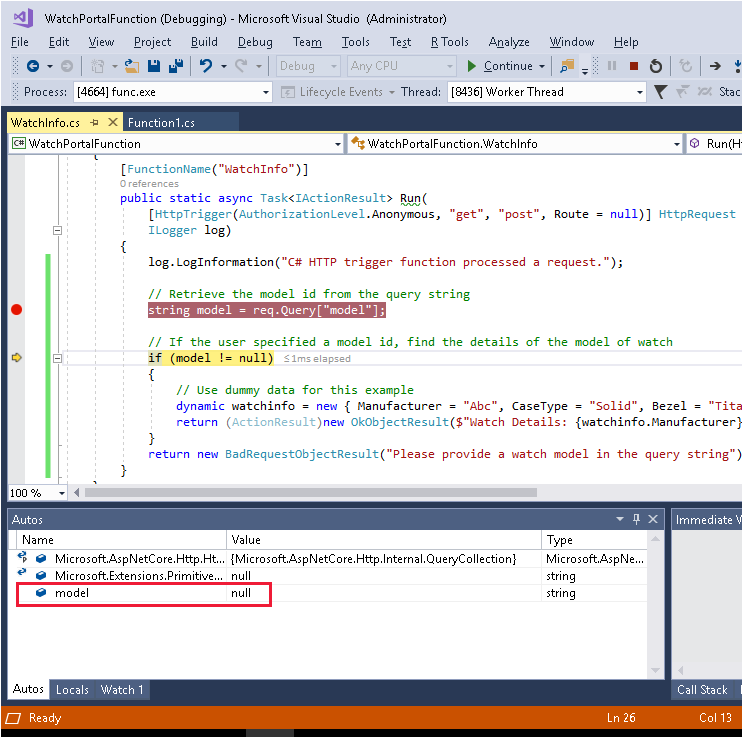 WatchPortalFunction (Debugging) - Microsoft Visual Studio (Administrator)
File Edit View Project Build Debug Team Tools Test R Tools Analyze Window Help
Debug Any CPU Continue
Process: [4664] func.exe Lifecycle Events Thread: [8436] Worker Thread Stac
WatchInfo.cs Function1.cs
C# WatchPortalFunction WatchPortalFunction.WatchInfo Run(H
{
[FunctionName("WatchInfo")]
0 references
public static async Task<IActionResult> Run(
[HttpTrigger(AuthorizationLevel.Anonymous, "get", "post", Route = null)] HttpRequest
ILogger log)
{
log.LogInformation("C# HTTP trigger function processed a request.");
// Retrieve the model id from the query string
string model = req.Query["model"];
// If the user specified a model id, find the details of the model of watch
if (model != null) ≤1ms elapsed
{
// Use dummy data for this example
dynamic watchinfo = new { Manufacturer = "Abc", CaseType = "Solid", Bezel = "Tita
return (ActionResult)new OkObjectResult($"Watch Details: {watchinfo.Manufacturer}
}
return new BadRequestObjectResult("Please provide a watch model in the query string")
}
100 %
Autos Immediate V
Name Value Type
Microsoft.AspNetCore.Http.Ht... {Microsoft.AspNetCore.Http.Internal.QueryCollection} Microsoft.AspNe...
Microsoft.Extensions.Primitive... null string
model null string
Autos Locals Watch 1 Call Stack
Ready Ln 26 Col 13